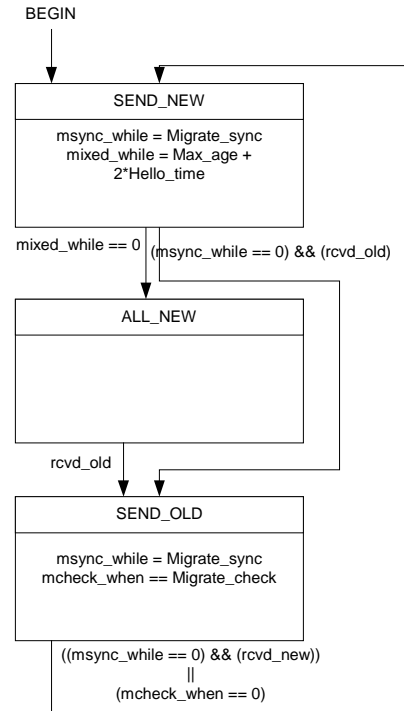 BEGIN
SEND_NEW
msync_while = Migrate_sync
mixed_while = Max_age +
2*Hello_time
mixed_while == 0
(msync_while == 0) && (rcvd_old)
ALL_NEW
rcvd_old
SEND_OLD
msync_while = Migrate_sync
mcheck_when == Migrate_check
((msync_while == 0) && (rcvd_new))
||
(mcheck_when == 0)